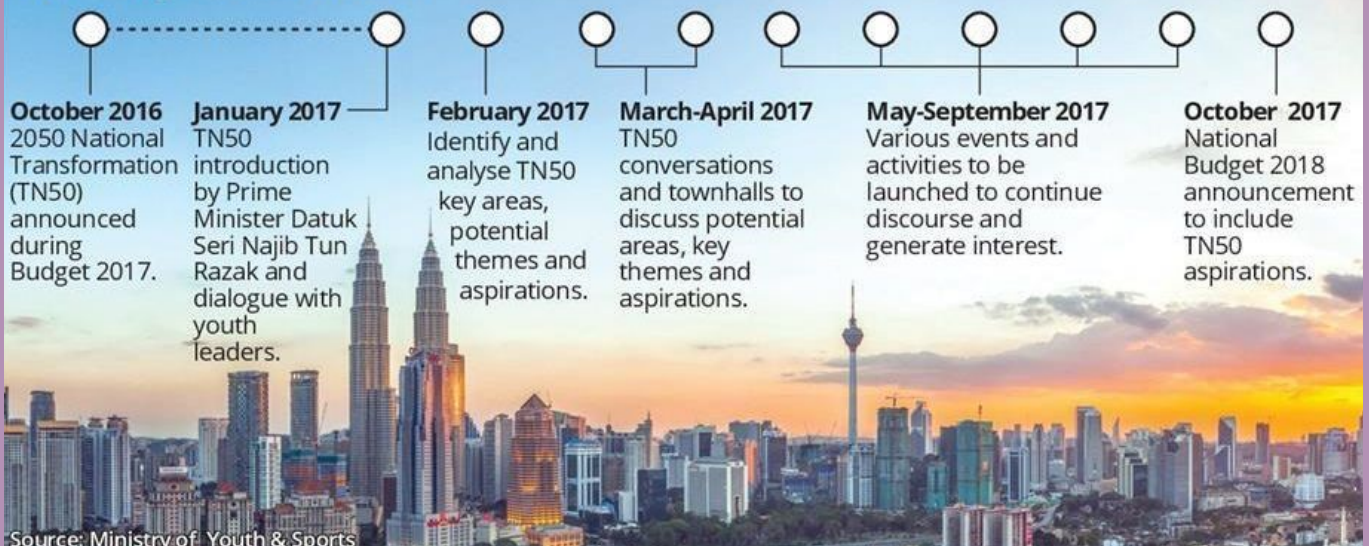 October 2016
2050 National
Transformation
(TN50)
announced
during
Budget 2017.
January 2017
TN50
introduction
by Prime
Minister Datuk
Seri Najib Tun
Razak and
dialogue with
youth
leaders.
February 2017
Identify and
analyse TN50
key areas,
potential
themes and
aspirations.
March-April 2017
TN50
conversations
and townhalls to
discuss potential
areas, key
themes and
aspirations.
May-September 2017
Various events and
activities to be
launched to continue
discourse and
generate interest.
October 2017
National
Budget 2018
announcement
to include
TN50
aspirations.
Source: Ministry of Youth & Sports